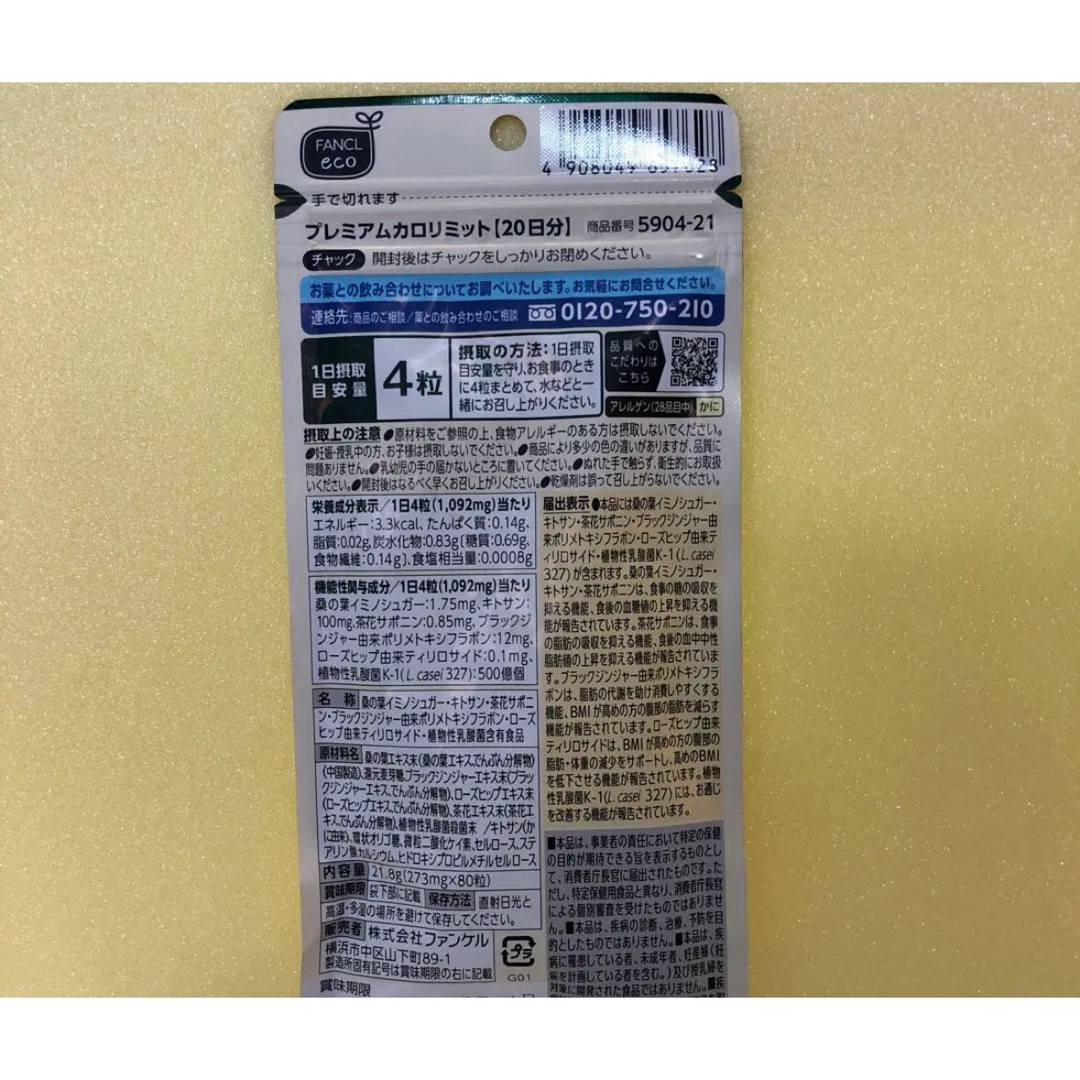 FANCL
eco
4 908049
手で切れます
プレミアムカロリミット【20日分】 商品番号 5904-21
チャック 開封後はチャックをしっかりお閉めください。
お薬との飲み合わせについてお調べいたします。お気軽にお問合せください。
連絡先:商品のご相談/薬との飲み合わせのご相談 0120-750-210
1日摂取
目安量
4粒
摂取の方法:1日摂取
目安量を守り、お食事のとき
に4粒まとめて、水などと一
緒にお召し上がりください。
品質への
こだわりは
こちら
アレルゲン(28品目中) かに
摂取上の注意 ●原材料をご参照の上、食物アレルギーのある方は摂取しないでください。
●妊娠・授乳中の方、お子様は摂取しないでください。●商品により多少の色の違いがありますが、品質に
問題ありません。●乳幼児の手の届かないところに置いてください。●ぬれた手で触らず、衛生的にお取扱
いください。●開封後はなるべく早くお召し上がりください。●乾燥剤は誤って召し上がらないでください。
栄養成分表示/1日4粒(1,092mg)当たり
エネルギー:3.3kcal、たんぱく質:0.14g、
脂質:0.02g、炭水化物:0.83g[糖質:0.69g、
食物繊維:0.14g]、食塩相当量:0.0008g
機能性関与成分/1日4粒(1,092mg)当たり
桑の葉イミノシュガー:1.75mg、キトサン:
100mg、茶花サポニン:0.85mg、ブラックジ
ンジャー由来ポリメトキシフラボン:12mg、
ローズヒップ由来ティリロサイド:0.1mg、
植物性乳酸菌K-1(L. casei 327):500億個
名 称 桑の葉イミノシュガー・キトサン・茶花サポニ
ン・ブラックジンジャー由来ポリメトキシフラボン・ローズ
ヒップ由来ティリロサイド・植物性乳酸菌含有食品
原材料名 桑の葉エキス末(桑の葉エキス、でんぷん分解物)
(中国製造)、還元麦芽糖、ブラックジンジャーエキス末(ブラッ
クジンジャーエキス、でんぷん分解物)、ローズヒップエキス末
(ローズヒップエキス、でんぷん分解物)、茶花エキス末(茶花エ
キス、でんぷん分解物)、植物性乳酸菌殺菌末 /キトサン(か
に由来)、環状オリゴ糖、微粒二酸化ケイ素、セルロース、ステ
アリン酸カルシウム、ヒドロキシプロピルメチルセルロース
内容量 21.8g(273mg×80粒)
賞味期限 袋下部に記載 保存方法 直射日光と
高温・多湿の場所を避けて保存してください。
販売者 株式会社ファンケル
横浜市中区山下町89-1
製造所固有記号は賞味期限の右に記載
プラ
G01
賞味期限
届出表示 ●本品には桑の葉イミノシュガー・
キトサン・茶花サポニン・ブラックジンジャー由
来ポリメトキシフラボン・ローズヒップ由来
ティリロサイド・植物性乳酸菌K-1(L. casei
327)が含まれます。桑の葉イミノシュガー・
キトサン・茶花サポニンは、食事の糖の吸収を
抑える機能、食後の血糖値の上昇を抑える機
能が報告されています。茶花サポニンは、食事
の脂肪の吸収を抑える機能、食後の血中中性
脂肪値の上昇を抑える機能が報告されていま
す。ブラックジンジャー由来ポリメトキシフラ
ボンは、脂肪の代謝を助け消費しやすくする
機能、BMIが高めの方の腹部の脂肪を減らす
機能が報告されています。ローズヒップ由来
ティリロサイドは、BMIが高めの方の腹部の
脂肪・体重の減少をサポートし、高めのBMI
を低下させる機能が報告されています。植物
性乳酸菌K-1(L. casei 327)には、お通じ
を改善する機能が報告されています。
■本品は、事業者の責任において特定の保健
の目的が期待できる旨を表示するものとし
て、消費者庁長官に届出されたものです。た
だし、特定保健用食品と異なり、消費者庁長官
による個別審査を受けたものではありませ
ん。■本品は、疾病の診断、治療、予防を目
的としたものではありません。■本品は、疾
病に罹患している者、未成年者、妊産婦(妊
娠を計画している者を含む。)及び授乳婦を
対象に開発された食品ではありません。■疾